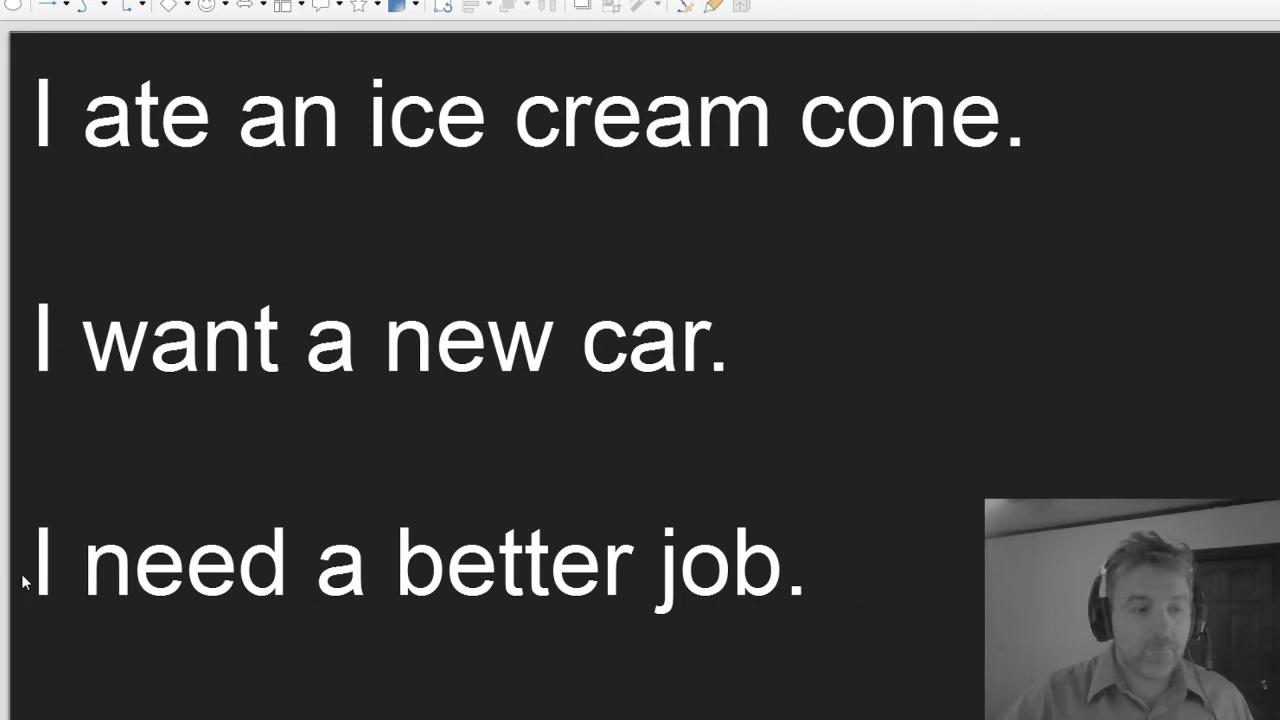 I ate an ice cream cone.
I want a new car.
I need a better job.